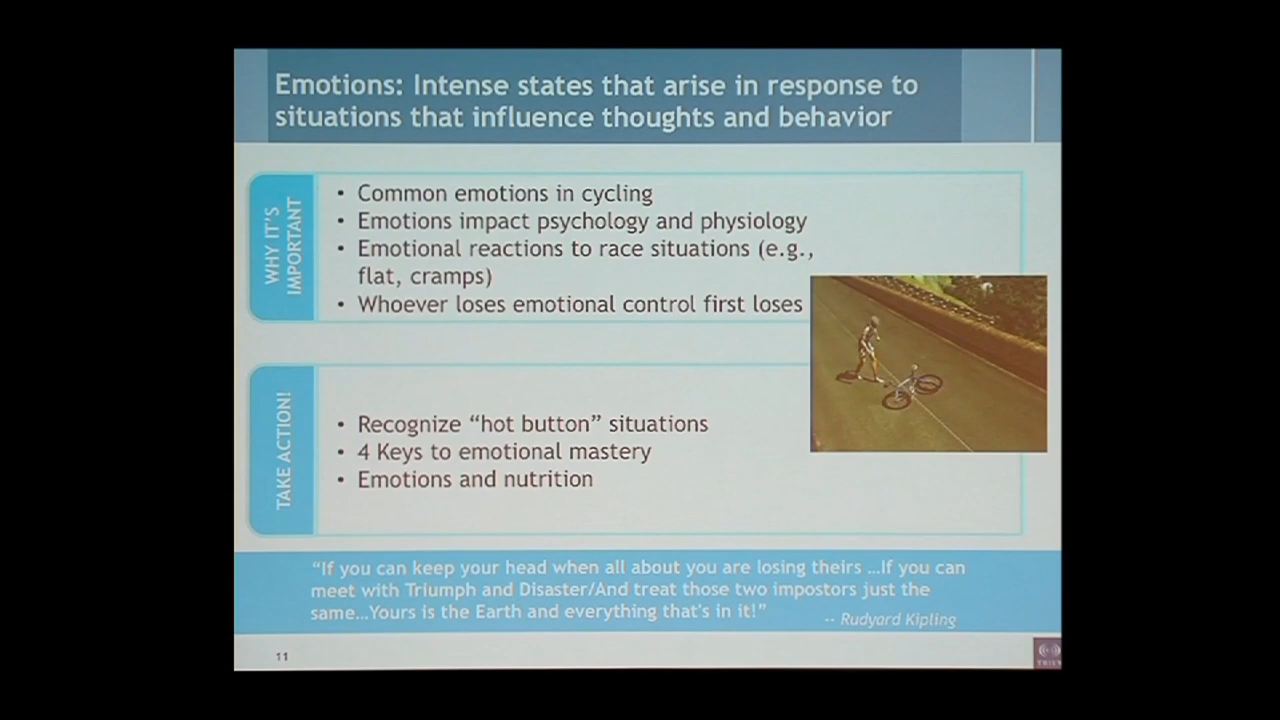 Emotions: Intense states that arise in response to
situations that influence thoughts and behavior
WHY IT'S
IMPORTANT
• Common emotions in cycling
• Emotions impact psychology and physiology
• Emotional reactions to race situations (e.g.,
flat, cramps)
• Whoever loses emotional control first loses
TAKE ACTION!
• Recognize “hot button” situations
• 4 Keys to emotional mastery
• Emotions and nutrition
“If you can keep your head when all about you are losing theirs …If you can
meet with Triumph and Disaster/And treat those two impostors just the
same…Yours is the Earth and everything that's in it!”
-- Rudyard Kipling
11